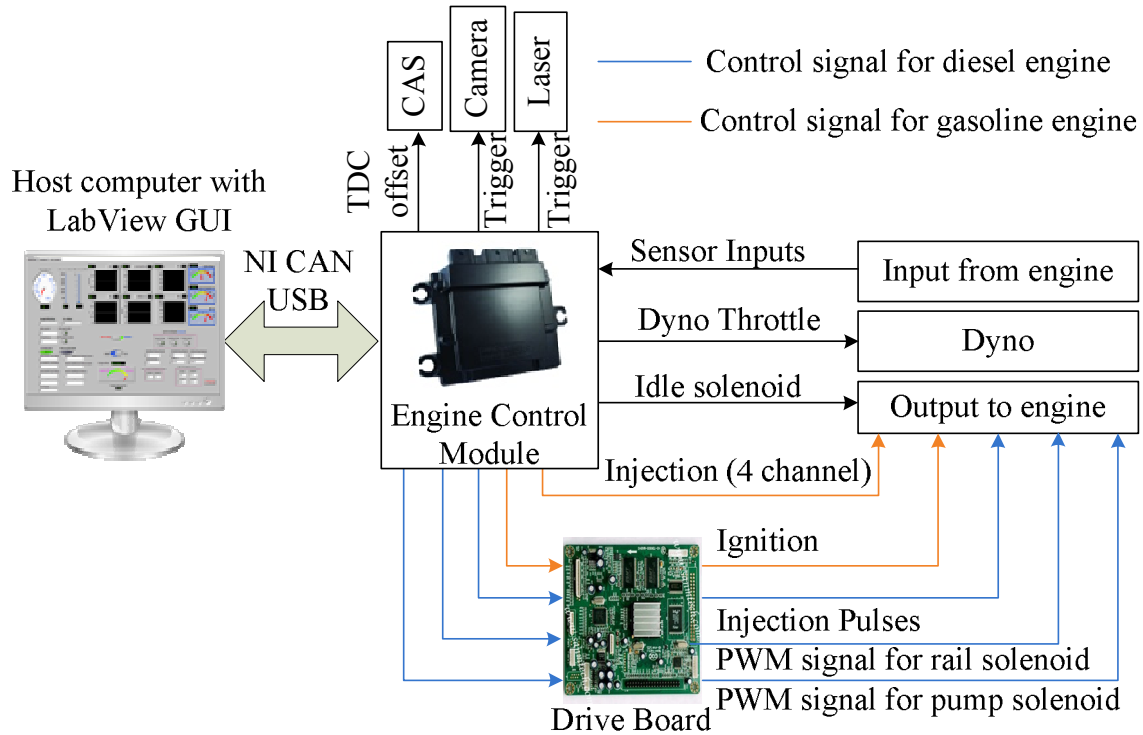 CAS
Camera
Laser
Control signal for diesel engine
Control signal for gasoline engine
TDC
offset
Trigger
Trigger
Host computer with
LabView GUI
NI CAN
USB
Sensor Inputs
Input from engine
Dyno Throttle
Dyno
Idle solenoid
Output to engine
Engine Control
Module
Injection (4 channel)
Ignition
Injection Pulses
PWM signal for rail solenoid
PWM signal for pump solenoid
Drive Board